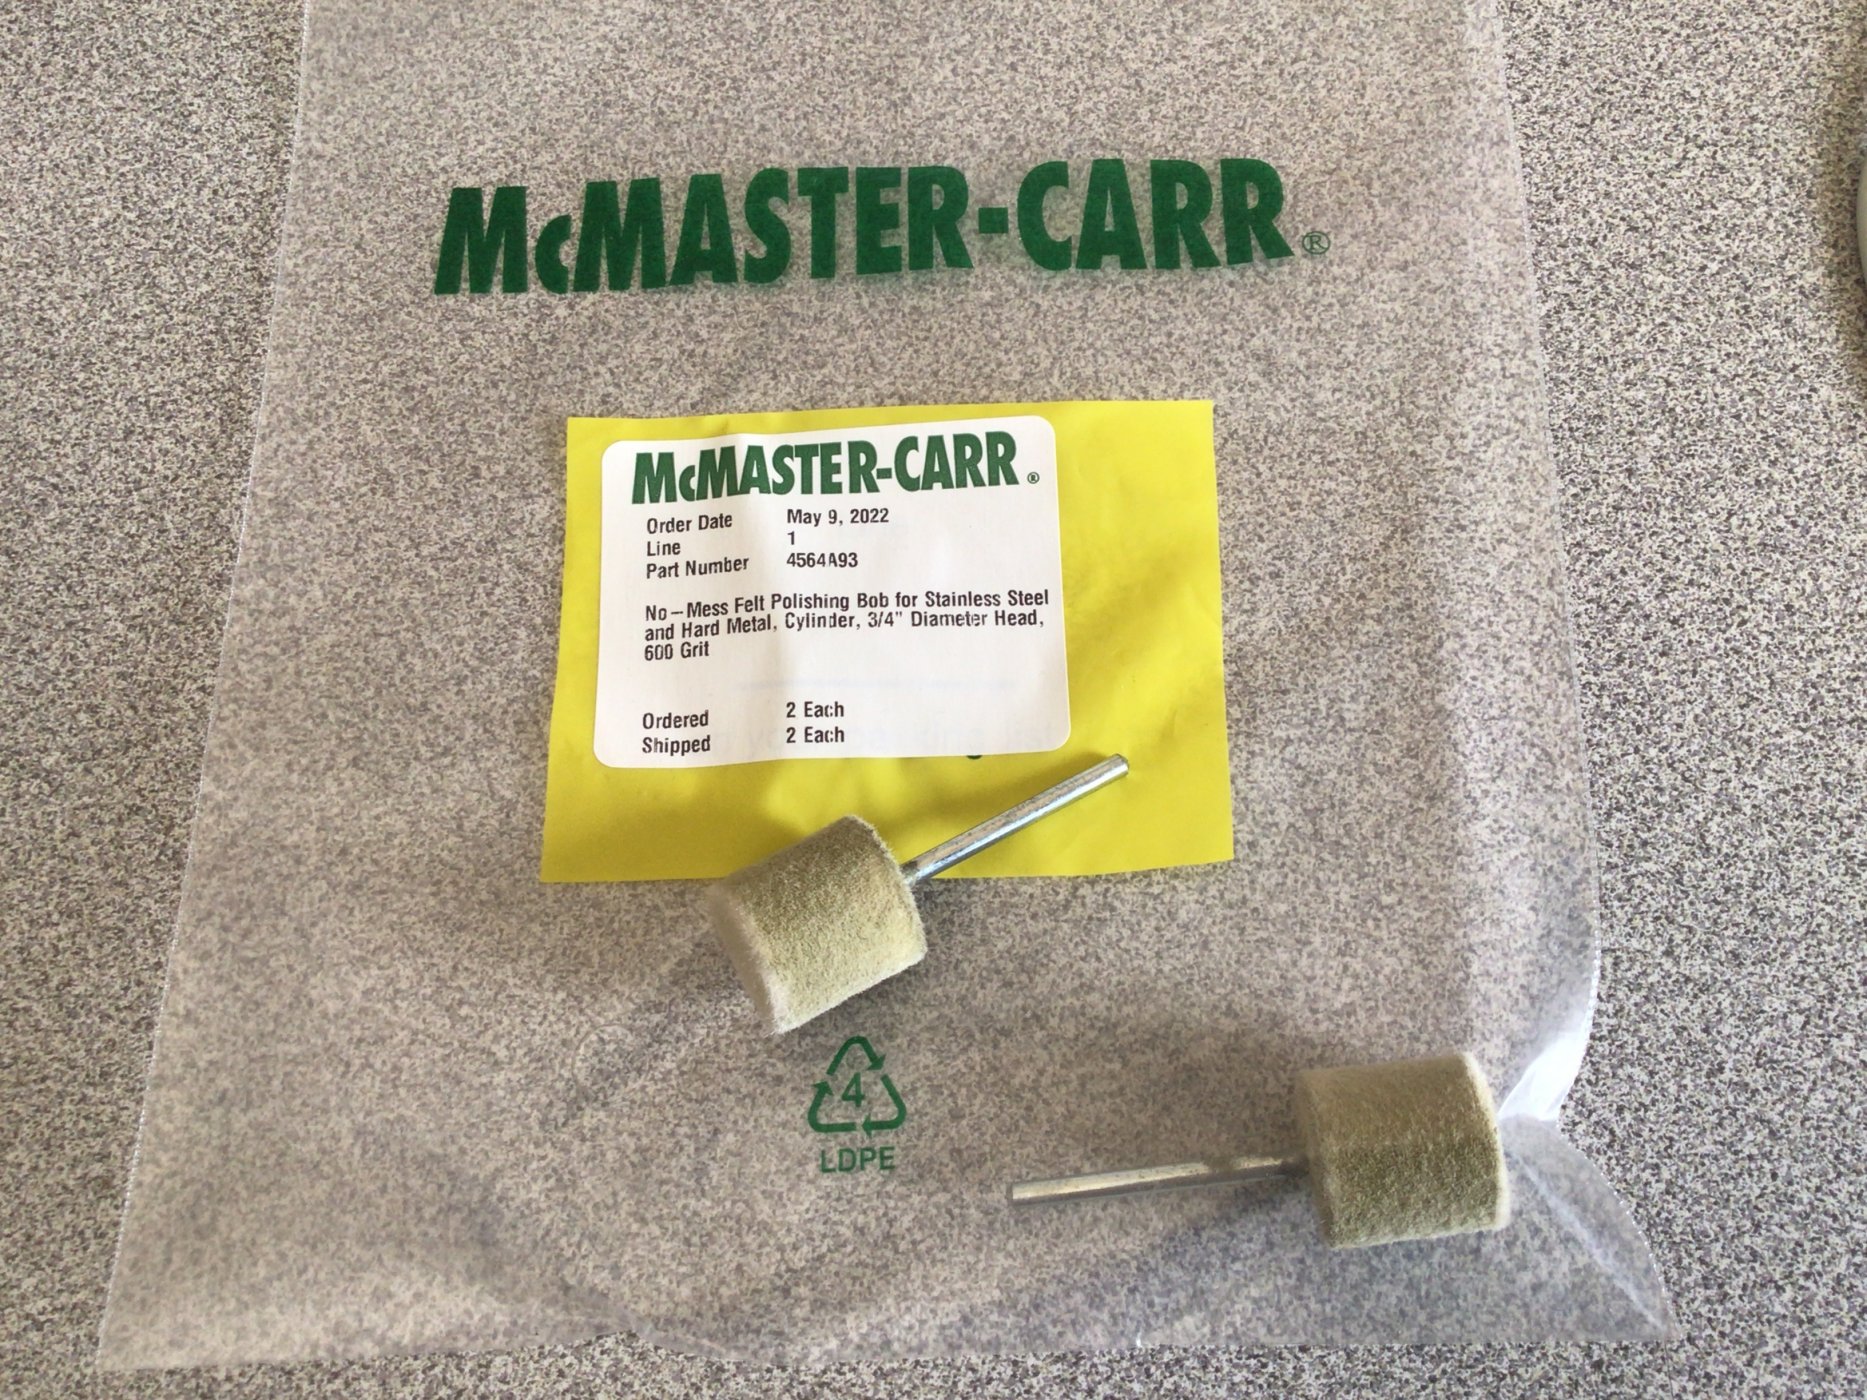 McMASTER-CARR®
McMASTER-CARR®
Order Date May 9, 2022
Line 1
Part Number 4564A93
No-Mess Felt Polishing Bob for Stainless Steel
and Hard Metal, Cylinder, 3/4" Diameter Head,
600 Grit
Ordered 2 Each
Shipped 2 Each
4
LDPE